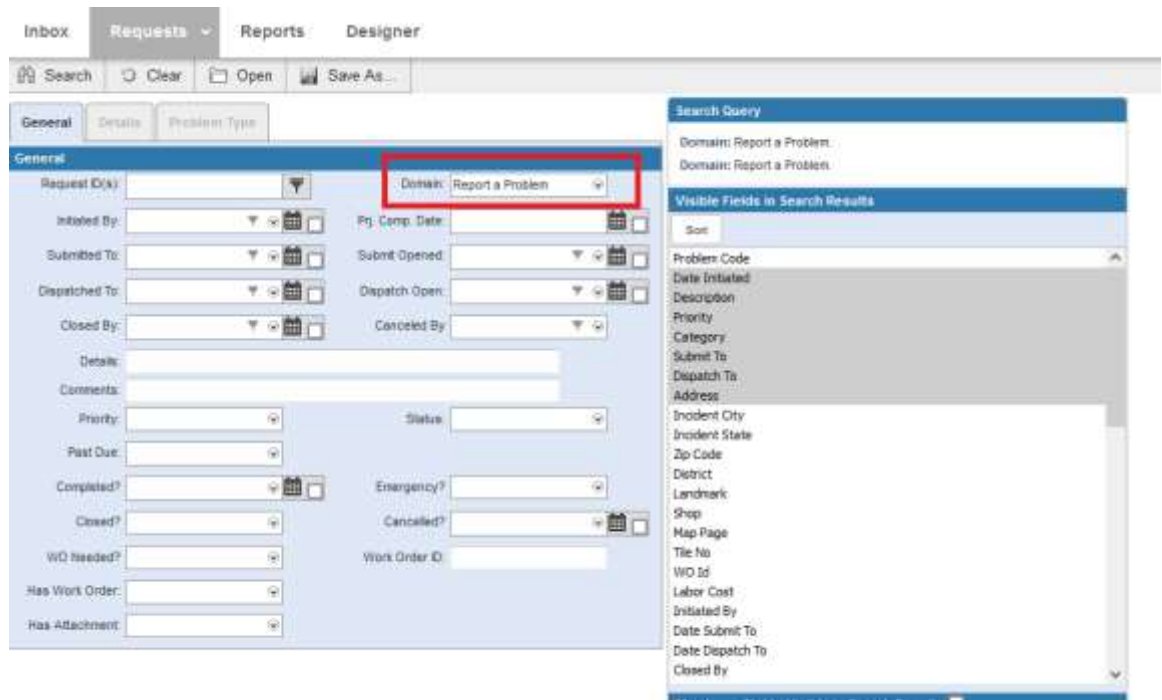 Inbox Requests Reports Designer
Search Clear Open Save As...
General Details Problem Type
General
Request ID(s):
Domain: Report a Problem
Initiated By:
Prj. Comp. Date:
Submitted To:
Submit Opened:
Dispatched To:
Dispatch Open:
Closed By:
Canceled By:
Details:
Comments:
Priority:
Status:
Past Due:
Completed?
Emergency?
Closed?
Cancelled?
WO Needed?
Work Order ID:
Has Work Order:
Has Attachment:
Search Query
Domain: Report a Problem
Domain: Report a Problem
Visible Fields in Search Results
Sort
Problem Code
Date Initiated
Description
Priority
Category
Submit To
Dispatch To
Address
Incident City
Incident State
Zip Code
District
Landmark
Shop
Map Page
Tile No
WO Id
Labor Cost
Initiated By
Date Submit To
Date Dispatch To
Closed By